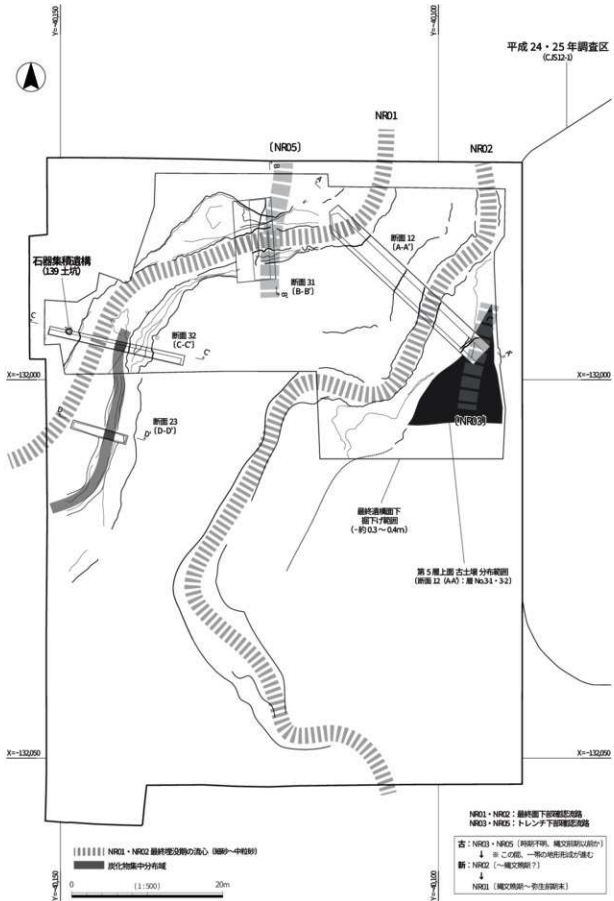 Y=-40,150
Y=-40,100
平成 24・25 年調査区
(CJS12-1)
NR01
〔NR05〕
NR02
B
A
石器集積遺構
(139 土坑)
断面 12
〔A-A'〕
断面 31
〔B-B'〕
B'
C
断面 32
〔C-C'〕
C'
X=-132,000
X=-132,000
D
断面 23
〔D-D'〕
D'
〔NR03〕
最終遺構面下
掘下げ範囲
(-約 0.3～0.4m)
第 5 層上面 古土壌 分布範囲
〔断面 12 (A-A')：層 No.3-1・3-2〕
X=-132,050
X=-132,050
NR01・NR02：最終面下部確認流路
NR03・NR05：トレンチ下部確認流路
古：NR03・NR05〔時期不明、縄文前期以前か〕
↓ ※ この間、一帯の地形形成が進む
新：NR02〔～縄文晩期？〕
↓
NR01〔縄文晩期～弥生前期末〕
NR01・NR02 最終埋没期の流心（細砂～中粒砂）
炭化物集中分布域
0 (1:500) 20m
Y=-40,150
Y=-40,100